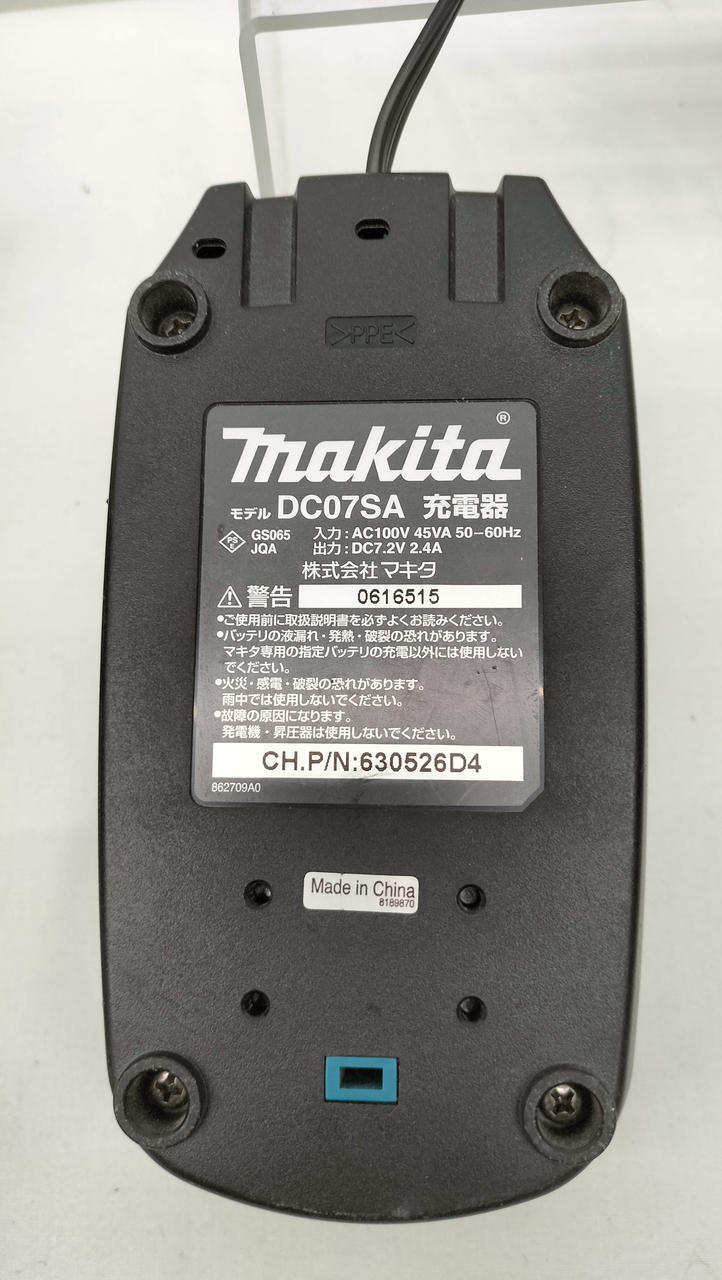 >PPE<
makita®
モデル DC07SA 充電器
PSE GS065 JQA
入力：AC100V 45VA 50−60Hz
出力：DC7.2V 2.4A
株式会社マキタ
⚠警告 0616515
•ご使用前に取扱説明書を必ずよくお読みください。
•バッテリの液漏れ・発熱・破裂の恐れがあります。
マキタ専用の指定バッテリの充電以外には使用しない
でください。
•火災・感電・破裂の恐れがあります。
雨中では使用しないでください。
•故障の原因になります。
発電機・昇圧器は使用しないでください。
CH.P/N:630526D4
862709A0
Made in China
8189870